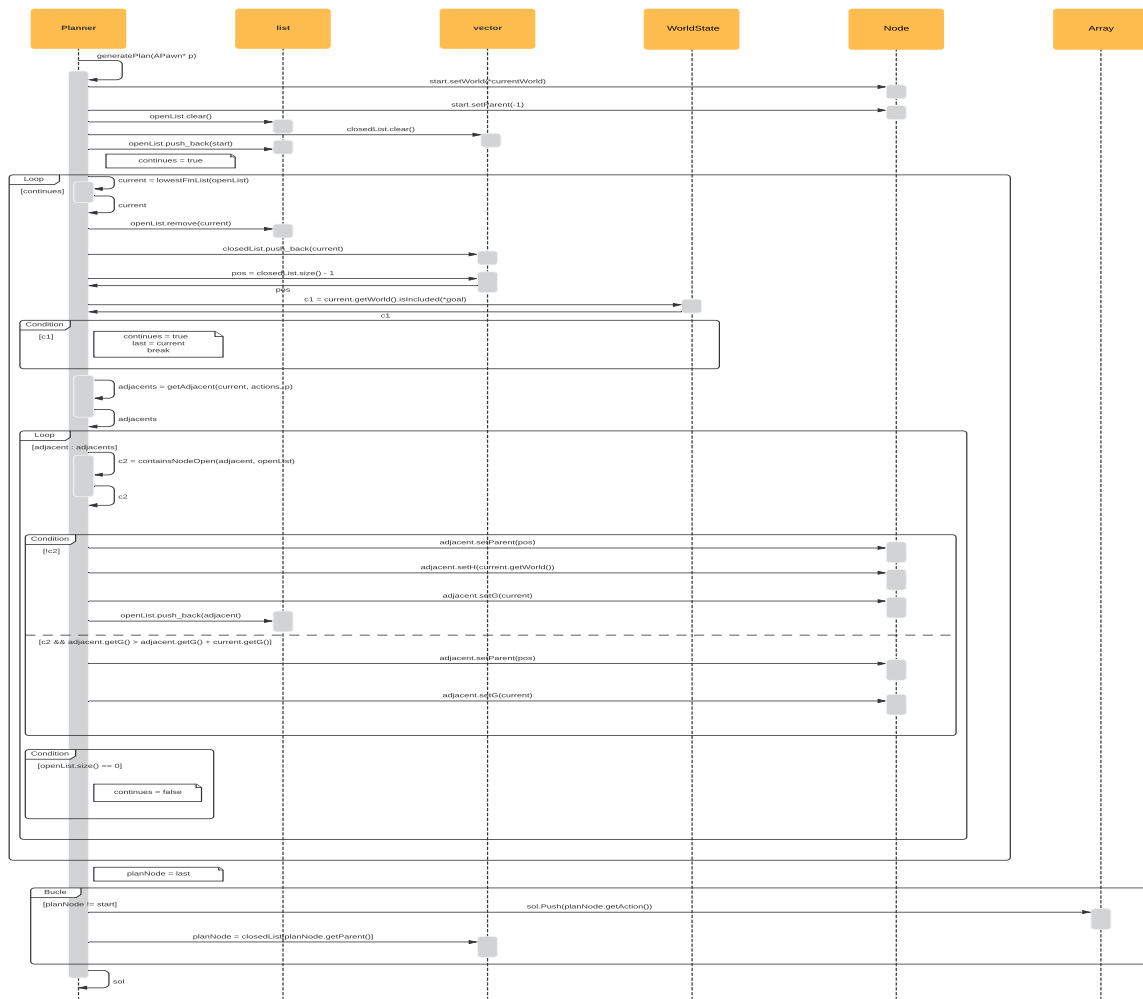 Planner
list
vector
WorldState
Node
Array
generatePlan(APawn* p)
start.setWorld(*currentWorld)
start.setParent(-1)
openList.clear()
closedList.clear()
openList.push_back(start)
continues = true
Loop
[continues]
current = lowestFinList(openList)
current
openList.remove(current)
closedList.push_back(current)
pos = closedList.size() - 1
pos
c1 = current.getWorld().isIncluded(*goal)
c1
Condition
[c1]
continues = true
last = current
break
adjacents = getAdjacent(current, actions, p)
adjacents
Loop
[adjacent : adjacents]
c2 = containsNodeOpen(adjacent, openList)
c2
Condition
[!c2]
adjacent.setParent(pos)
adjacent.setH(current.getWorld())
adjacent.setG(current)
openList.push_back(adjacent)
[c2 && adjacent.getG() > adjacent.getG() + current.getG()]
adjacent.setParent(pos)
adjacent.setG(current)
Condition
[openList.size() == 0]
continues = false
planNode = last
Bucle
[planNode != start]
sol.Push(planNode.getAction())
planNode = closedList[planNode.getParent()]
sol